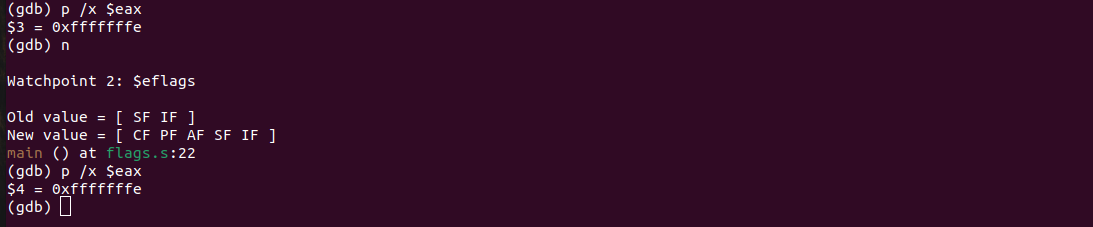 (gdb) p /x $eax
$3 = 0xfffffffe
(gdb) n
Watchpoint 2: $eflags
Old value = [ SF IF ]
New value = [ CF PF AF SF IF ]
main () at flags.s:22
(gdb) p /x $eax
$4 = 0xfffffffe
(gdb)